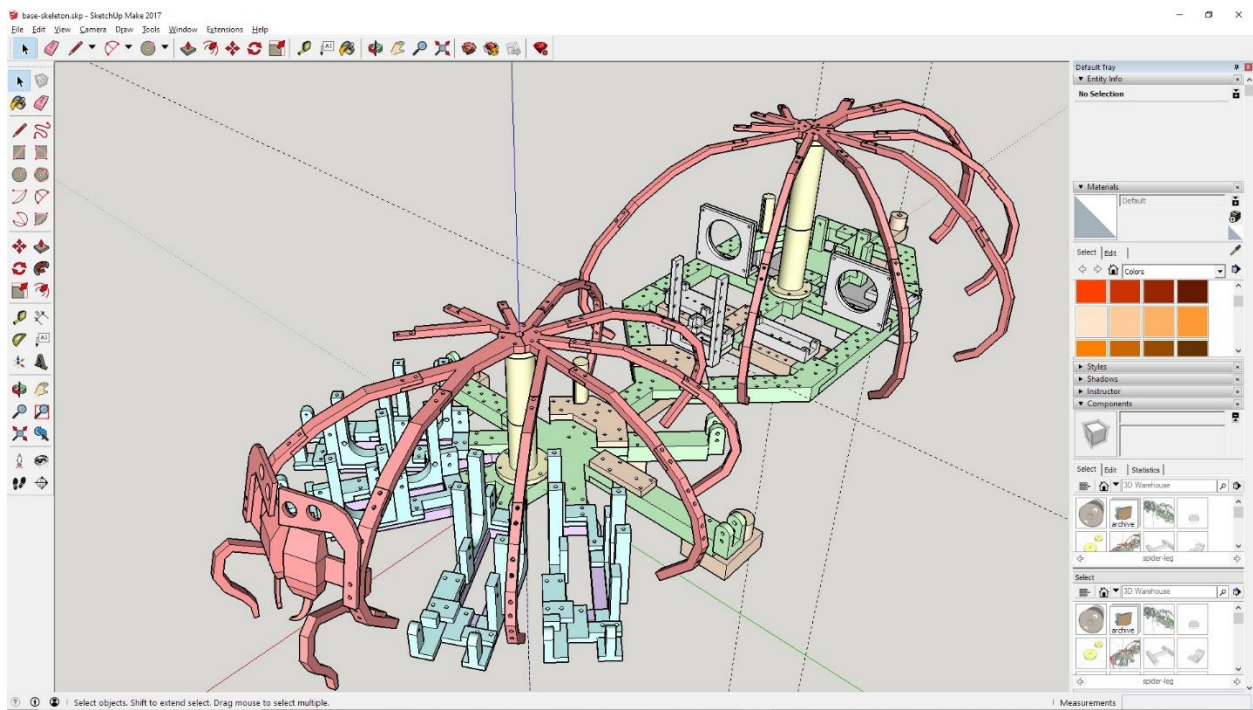 base-skeleton.skp - SketchUp Make 2017
File Edit View Camera Draw Tools Window Extensions Help
Default Tray
Entity Info
No Selection
Materials
Default
Select Edit
Colors
Styles
Shadows
Instructor
Components
Select Edit Statistics
3D Warehouse
archive
spider-leg
Select
3D Warehouse
archive
spider-leg
Select objects. Shift to extend select. Drag mouse to select multiple.
Measurements